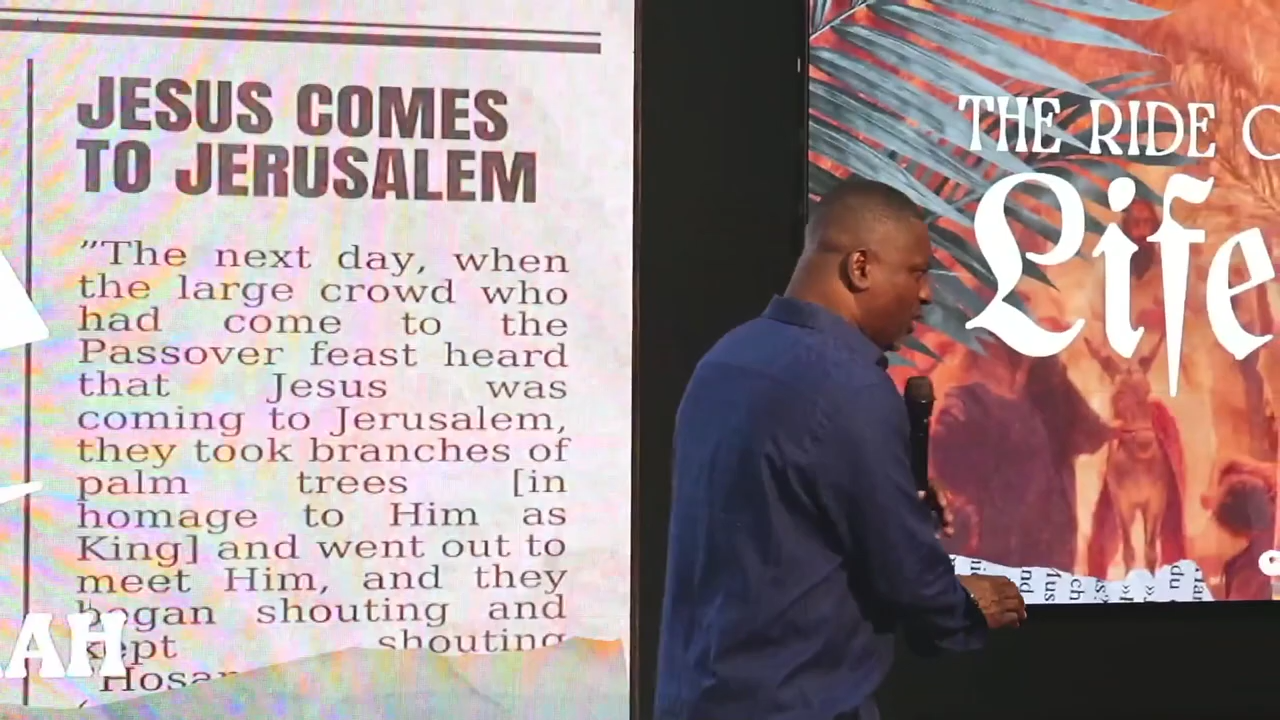 JESUS COMES
TO JERUSALEM
"The next day, when
the large crowd who
had come to the
Passover feast heard
that Jesus was
coming to Jerusalem,
they took branches of
palm trees [in
homage to Him as
King] and went out to
meet Him, and they
began shouting and
kept shouting
AH
THE RIDE
Life